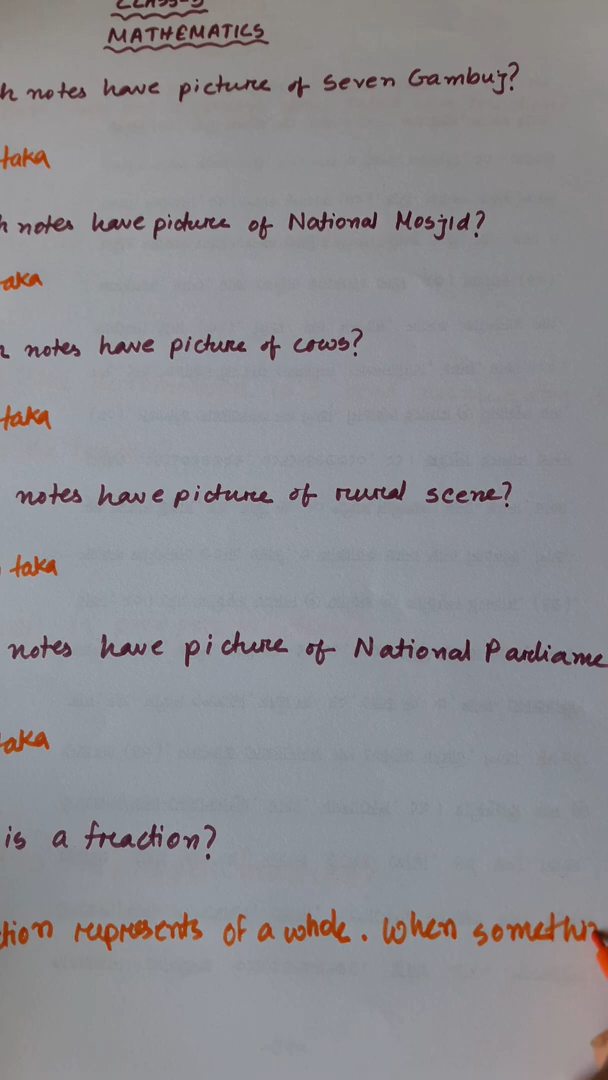 CLASS-3
MATHEMATICS
notes have picture of Seven Gambuj?
taka
notes have picture of National Mosjid?
aka
notes have picture of cows?
taka
notes have picture of rural scene?
taka
notes have picture of National Parliame
aka
is a fraction?
tion represents of a whole. When somethi